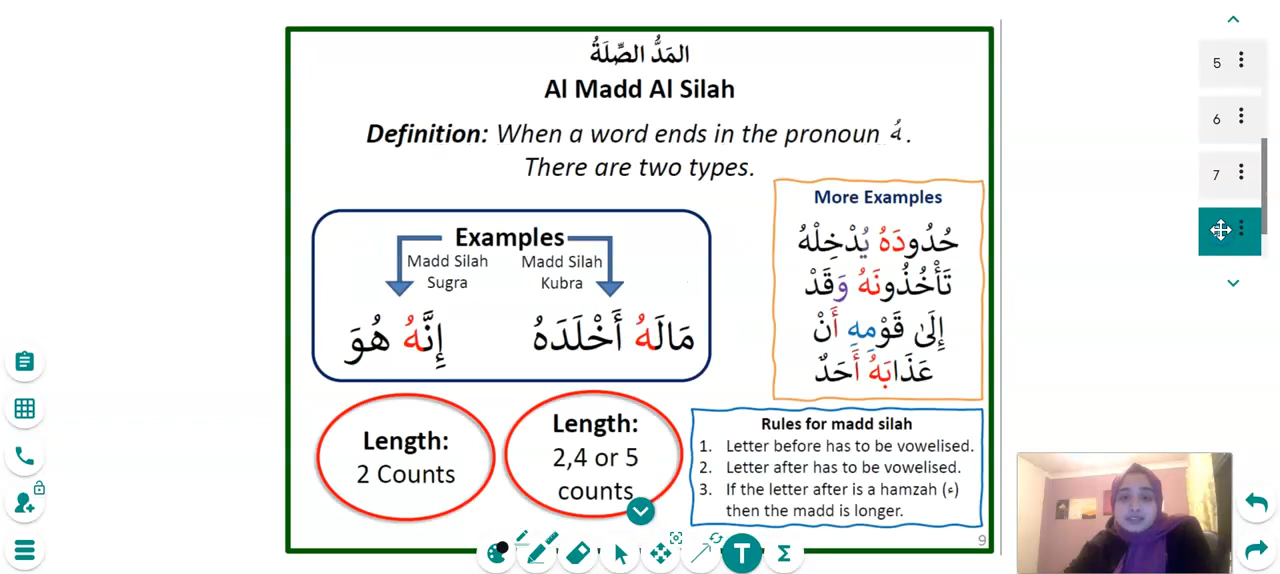 المَدُّ الصِّلَةُ
Al Madd Al Silah
Definition: When a word ends in the pronoun هُ.
There are two types.
Examples
Madd Silah
Sugra
Madd Silah
Kubra
إِنَّهُ هُوَ
مَالَهُ أَخْلَدَهُ
Length:
2 Counts
Length:
2,4 or 5
counts
More Examples
حُدُودَهُ يُدْخِلْهُ
تَأْخُذُونَهُ وَقَدْ
إِلَىٰ قَوْمِهِ أَنْ
عَذَابَهُ أَحَدٌ
Rules for madd silah
1. Letter before has to be vowelised.
2. Letter after has to be vowelised.
3. If the letter after is a hamzah (ء)
then the madd is longer.
9
5
6
7
T
Σ